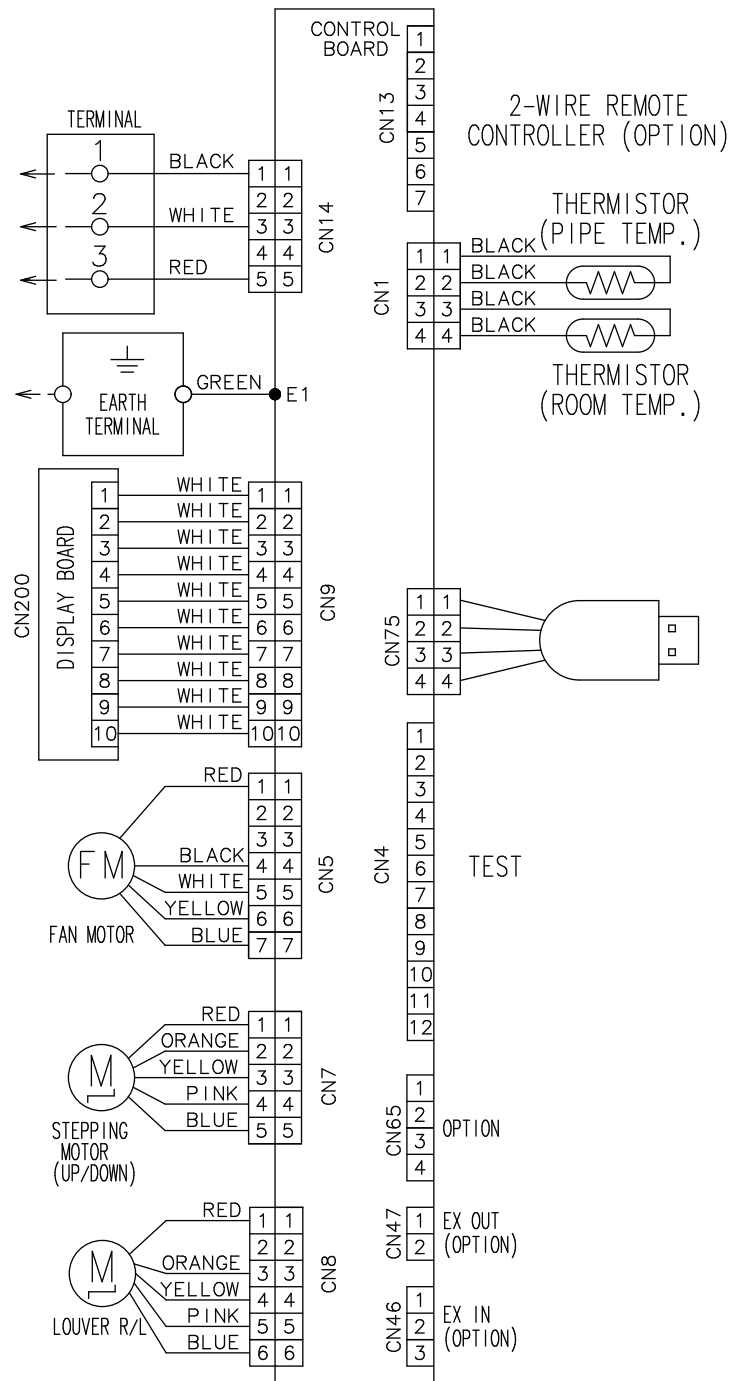 CONTROL
BOARD
TERMINAL
1
BLACK
2
WHITE
3
RED
1 1
2 2
3 3
4 4
5 5
CN14
EARTH
TERMINAL
GREEN
E1
CN200
DISPLAY BOARD
1 WHITE 1 1
2 WHITE 2 2
3 WHITE 3 3
4 WHITE 4 4
5 WHITE 5 5
6 WHITE 6 6
7 WHITE 7 7
8 WHITE 8 8
9 WHITE 9 9
10 WHITE 10 10
CN9
FM
FAN MOTOR
RED 1 1
2 2
3 3
BLACK 4 4
WHITE 5 5
YELLOW 6 6
BLUE 7 7
CN5
M
STEPPING
MOTOR
(UP/DOWN)
RED 1 1
ORANGE 2 2
YELLOW 3 3
PINK 4 4
BLUE 5 5
CN7
M
LOUVER R/L
RED 1 1
2 2
ORANGE 3 3
YELLOW 4 4
PINK 5 5
BLUE 6 6
CN8
CN13
1
2
3
4
5
6
7
2-WIRE REMOTE
CONTROLLER (OPTION)
THERMISTOR
(PIPE TEMP.)
CN1
1 1 BLACK
2 2 BLACK
3 3 BLACK
4 4 BLACK
THERMISTOR
(ROOM TEMP.)
CN75
1 1
2 2
3 3
4 4
CN4
1
2
3
4
5
6
7
8
9
10
11
12
TEST
CN65
1
2
3
4
OPTION
CN47
1
2
EX OUT
(OPTION)
CN46
1
2
3
EX IN
(OPTION)